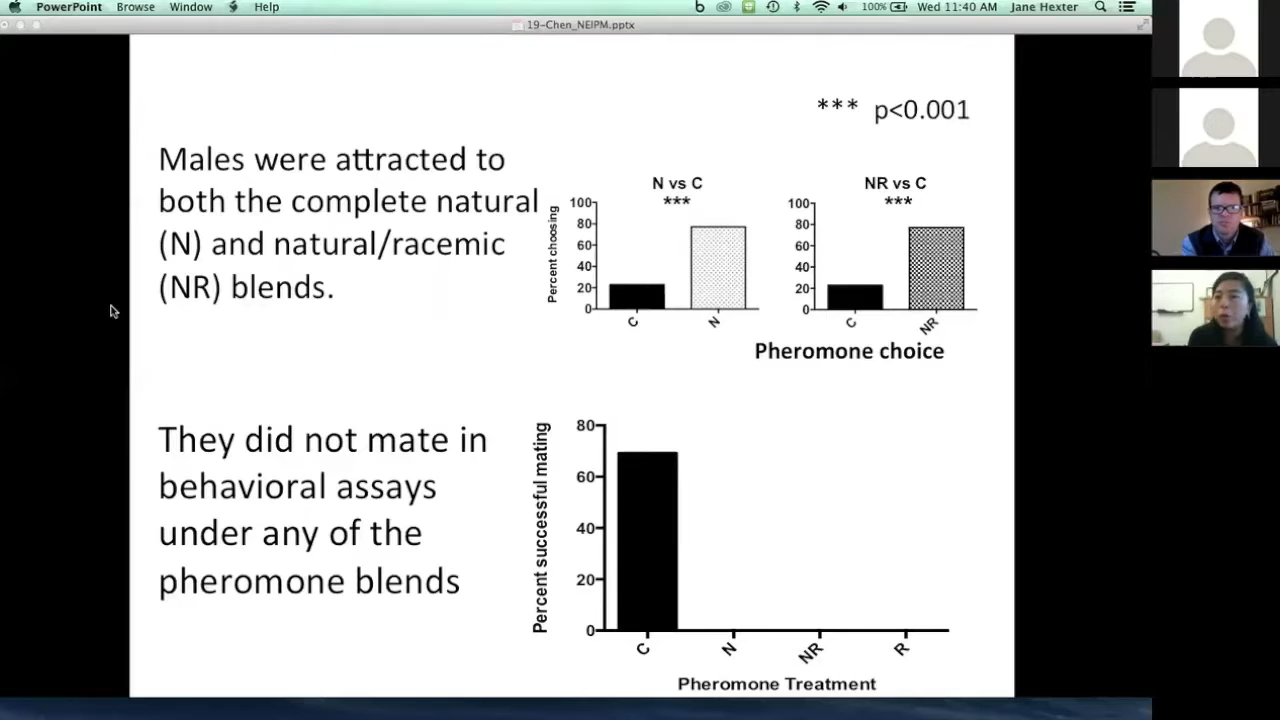 PowerPoint Browse Window Help 100% Wed 11:40 AM Jane Hexter
19-Chen_NEIPM.pptx
*** p<0.001
Males were attracted to
both the complete natural
(N) and natural/racemic
(NR) blends.
N vs C
***
Percent choosing
100
80
60
40
20
0
C N
NR vs C
***
100
80
60
40
20
0
C NR
Pheromone choice
They did not mate in
behavioral assays
under any of the
pheromone blends
Percent successful mating
80
60
40
20
0
C N NR R
Pheromone Treatment